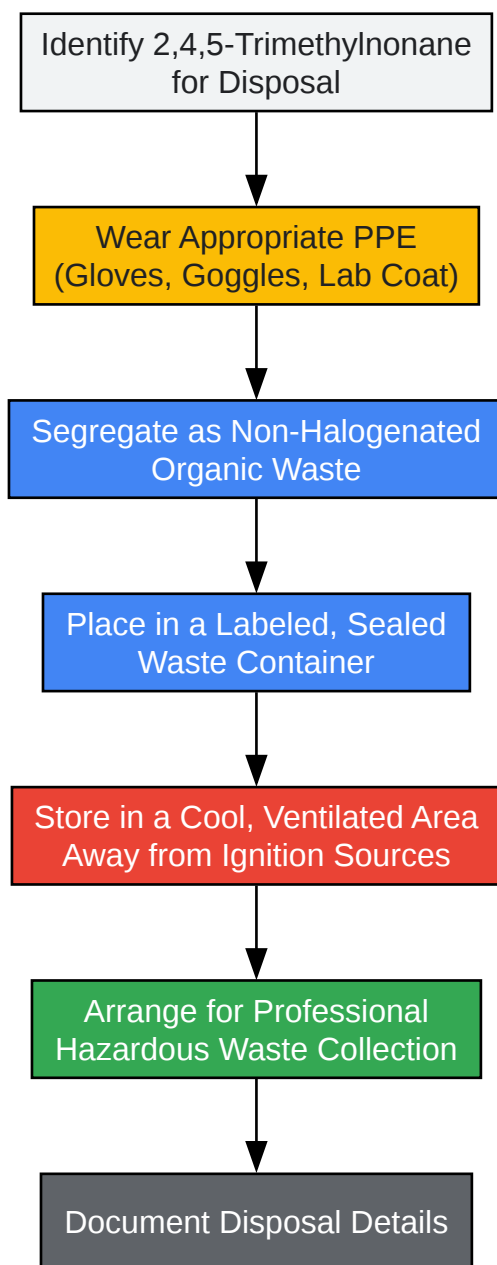 Identify 2,4,5-Trimethylnonane
for Disposal
Wear Appropriate PPE
(Gloves, Goggles, Lab Coat)
Segregate as Non-Halogenated
Organic Waste
Place in a Labeled, Sealed
Waste Container
Store in a Cool, Ventilated Area
Away from Ignition Sources
Arrange for Professional
Hazardous Waste Collection
Document Disposal Details